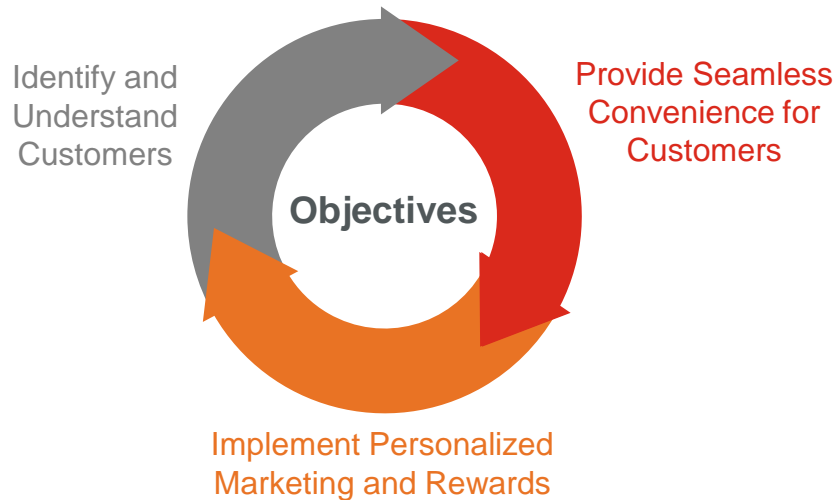 Identify and
Understand
Customers
Provide Seamless
Convenience for
Customers
Objectives
Implement Personalized
Marketing and Rewards